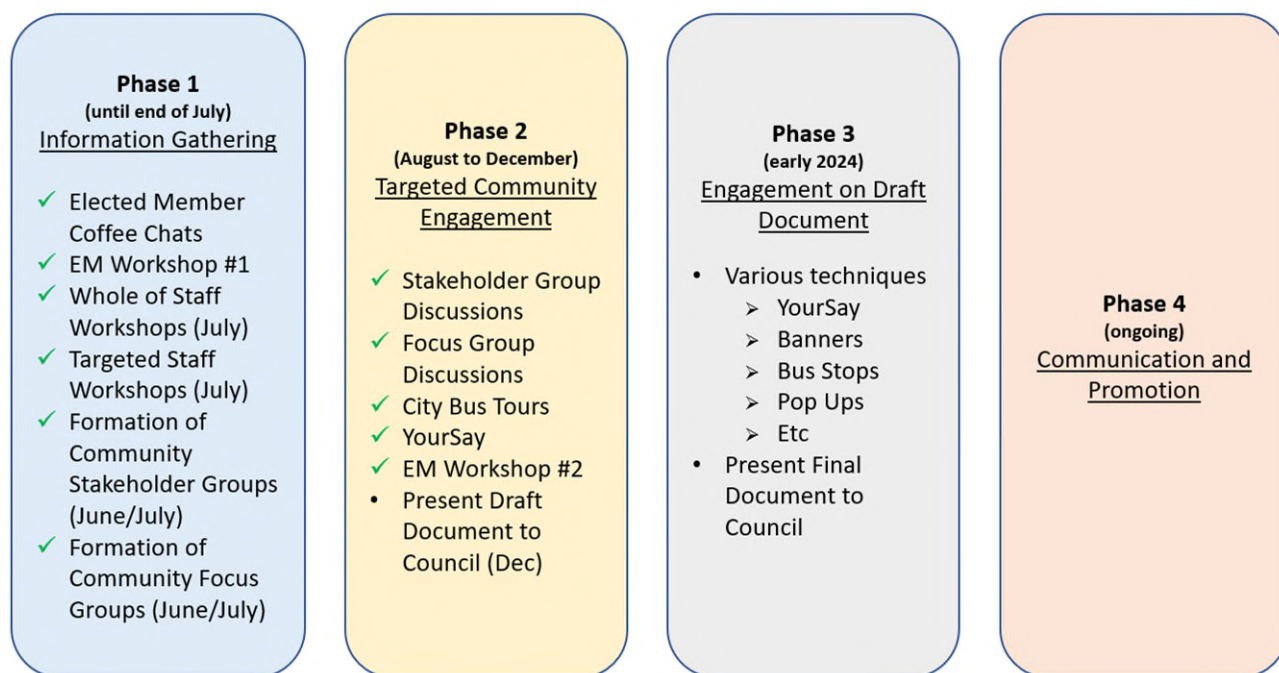 Phase 1
(until end of July)
Information Gathering
✓ Elected Member
Coffee Chats
✓ EM Workshop #1
✓ Whole of Staff
Workshops (July)
✓ Targeted Staff
Workshops (July)
✓ Formation of
Community
Stakeholder Groups
(June/July)
✓ Formation of
Community Focus
Groups (June/July)
Phase 2
(August to December)
Targeted Community
Engagement
✓ Stakeholder Group
Discussions
✓ Focus Group
Discussions
✓ City Bus Tours
✓ YourSay
✓ EM Workshop #2
• Present Draft
Document to
Council (Dec)
Phase 3
(early 2024)
Engagement on Draft
Document
• Various techniques
➢ YourSay
➢ Banners
➢ Bus Stops
➢ Pop Ups
➢ Etc
• Present Final
Document to
Council
Phase 4
(ongoing)
Communication and
Promotion